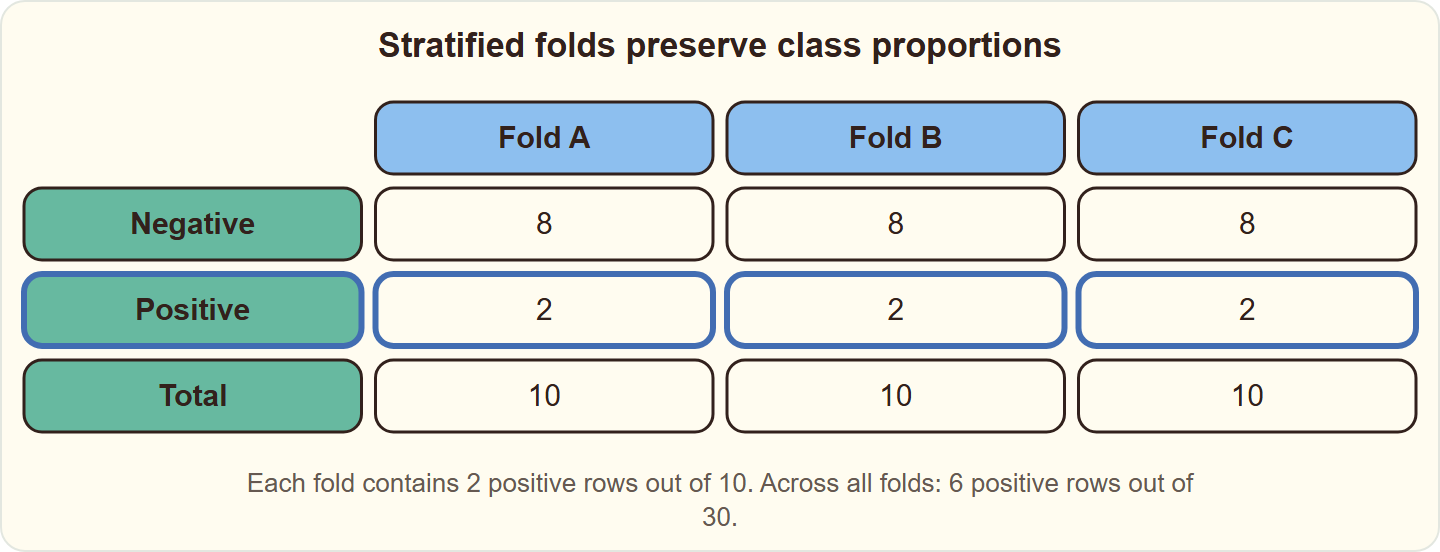 Stratified folds preserve class proportions
Fold A Fold B Fold C
Negative 8 8 8
Positive 2 2 2
Total 10 10 10
Each fold contains 2 positive rows out of 10. Across all folds: 6 positive rows out of
30.